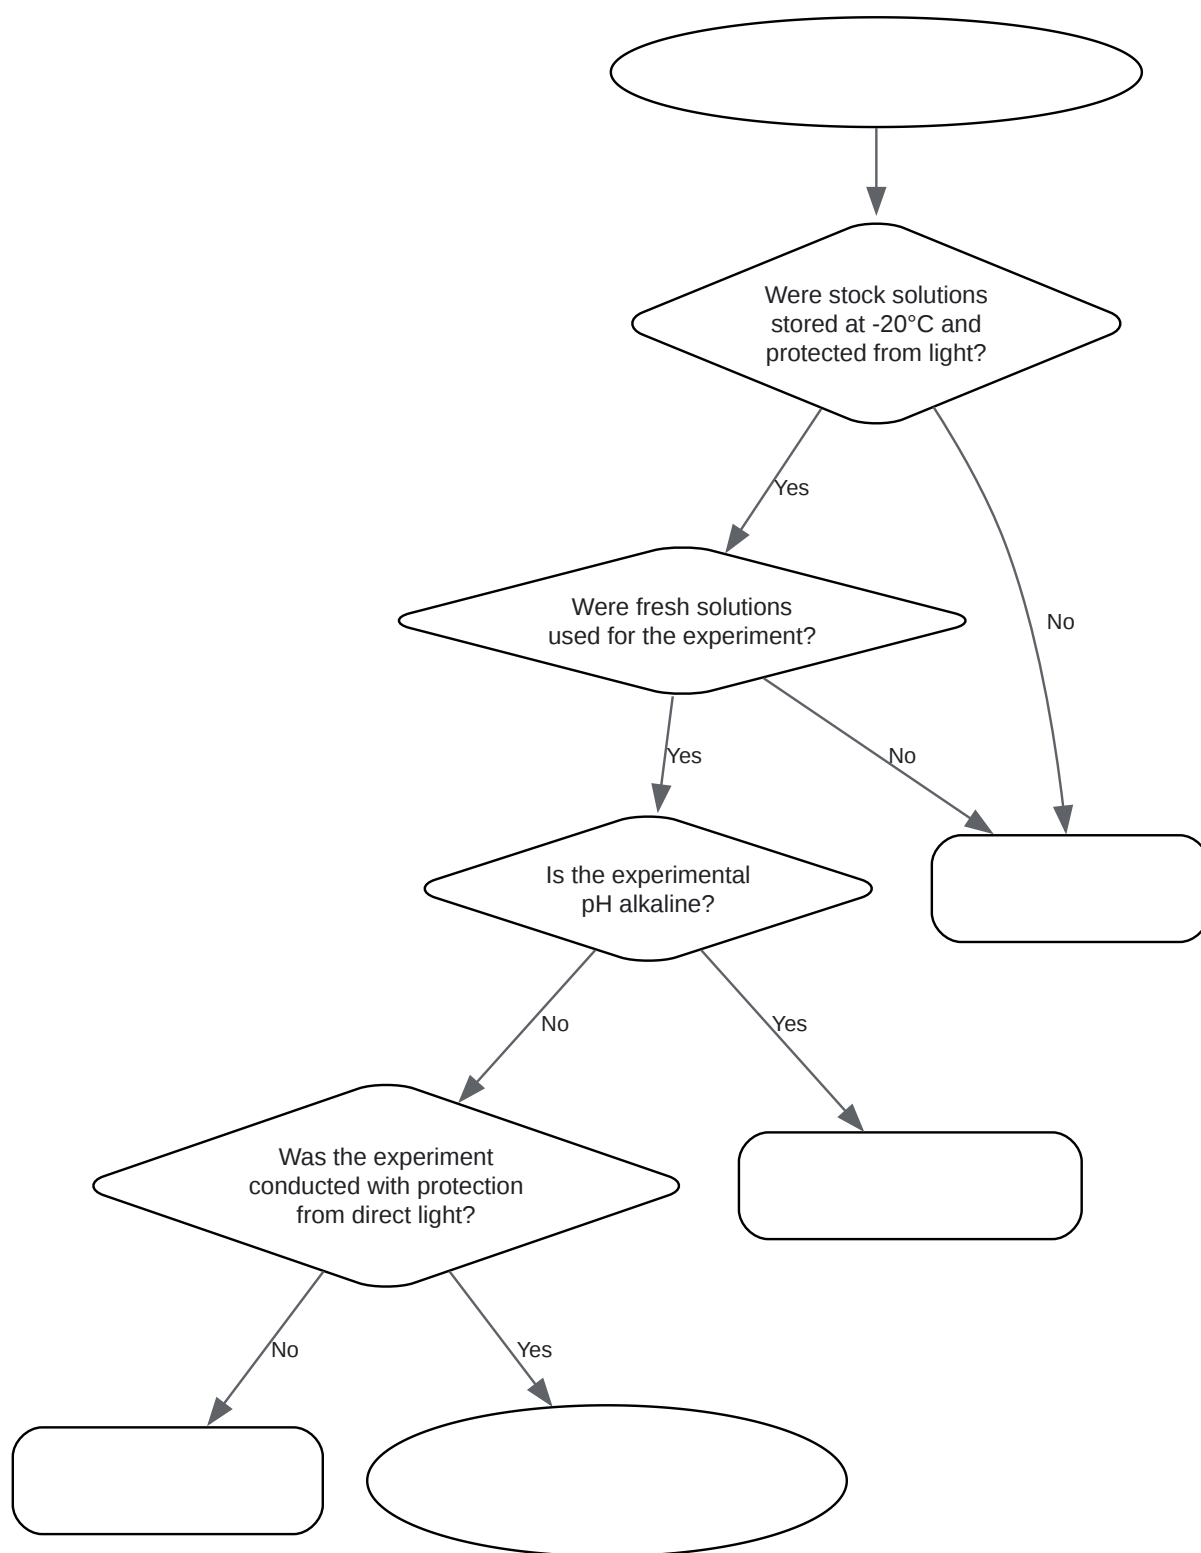 Were stock solutions
stored at -20°C and
protected from light?
Yes
No
Were fresh solutions
used for the experiment?
Yes
No
Is the experimental
pH alkaline?
No
Yes
Was the experiment
conducted with protection
from direct light?
No
Yes